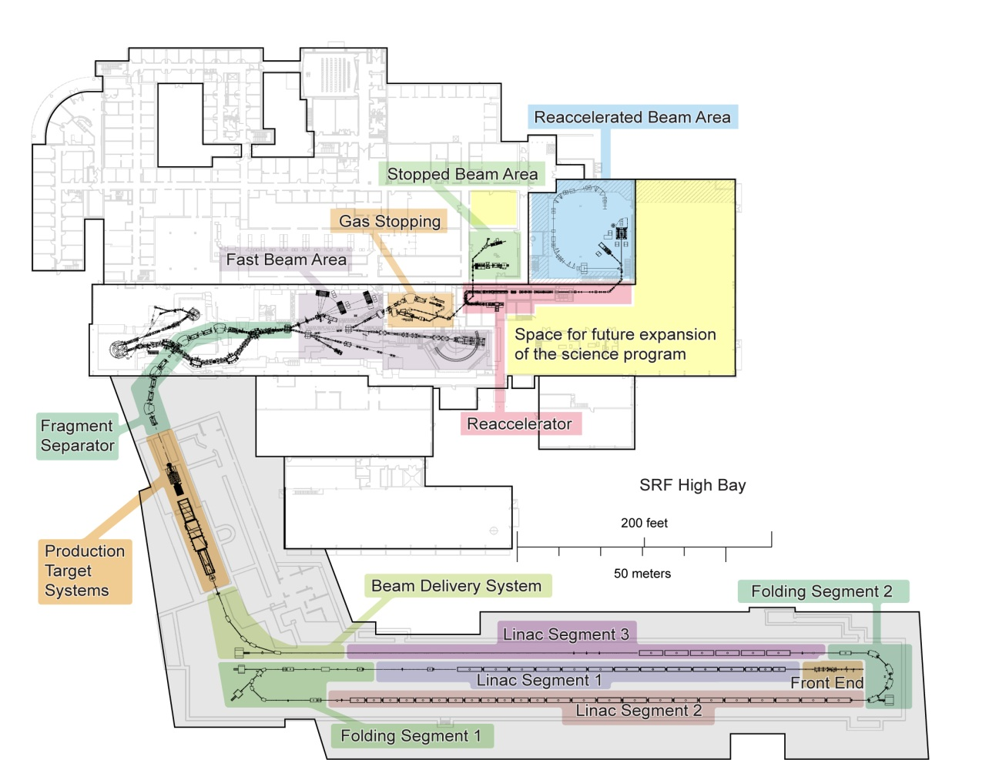 Reaccelerated Beam Area
Stopped Beam Area
Gas Stopping
Fast Beam Area
Space for future expansion
of the science program
Reaccelerator
Fragment
Separator
SRF High Bay
200 feet
50 meters
Production
Target
Systems
Beam Delivery System
Folding Segment 2
Linac Segment 3
Linac Segment 1
Front End
Linac Segment 2
Folding Segment 1